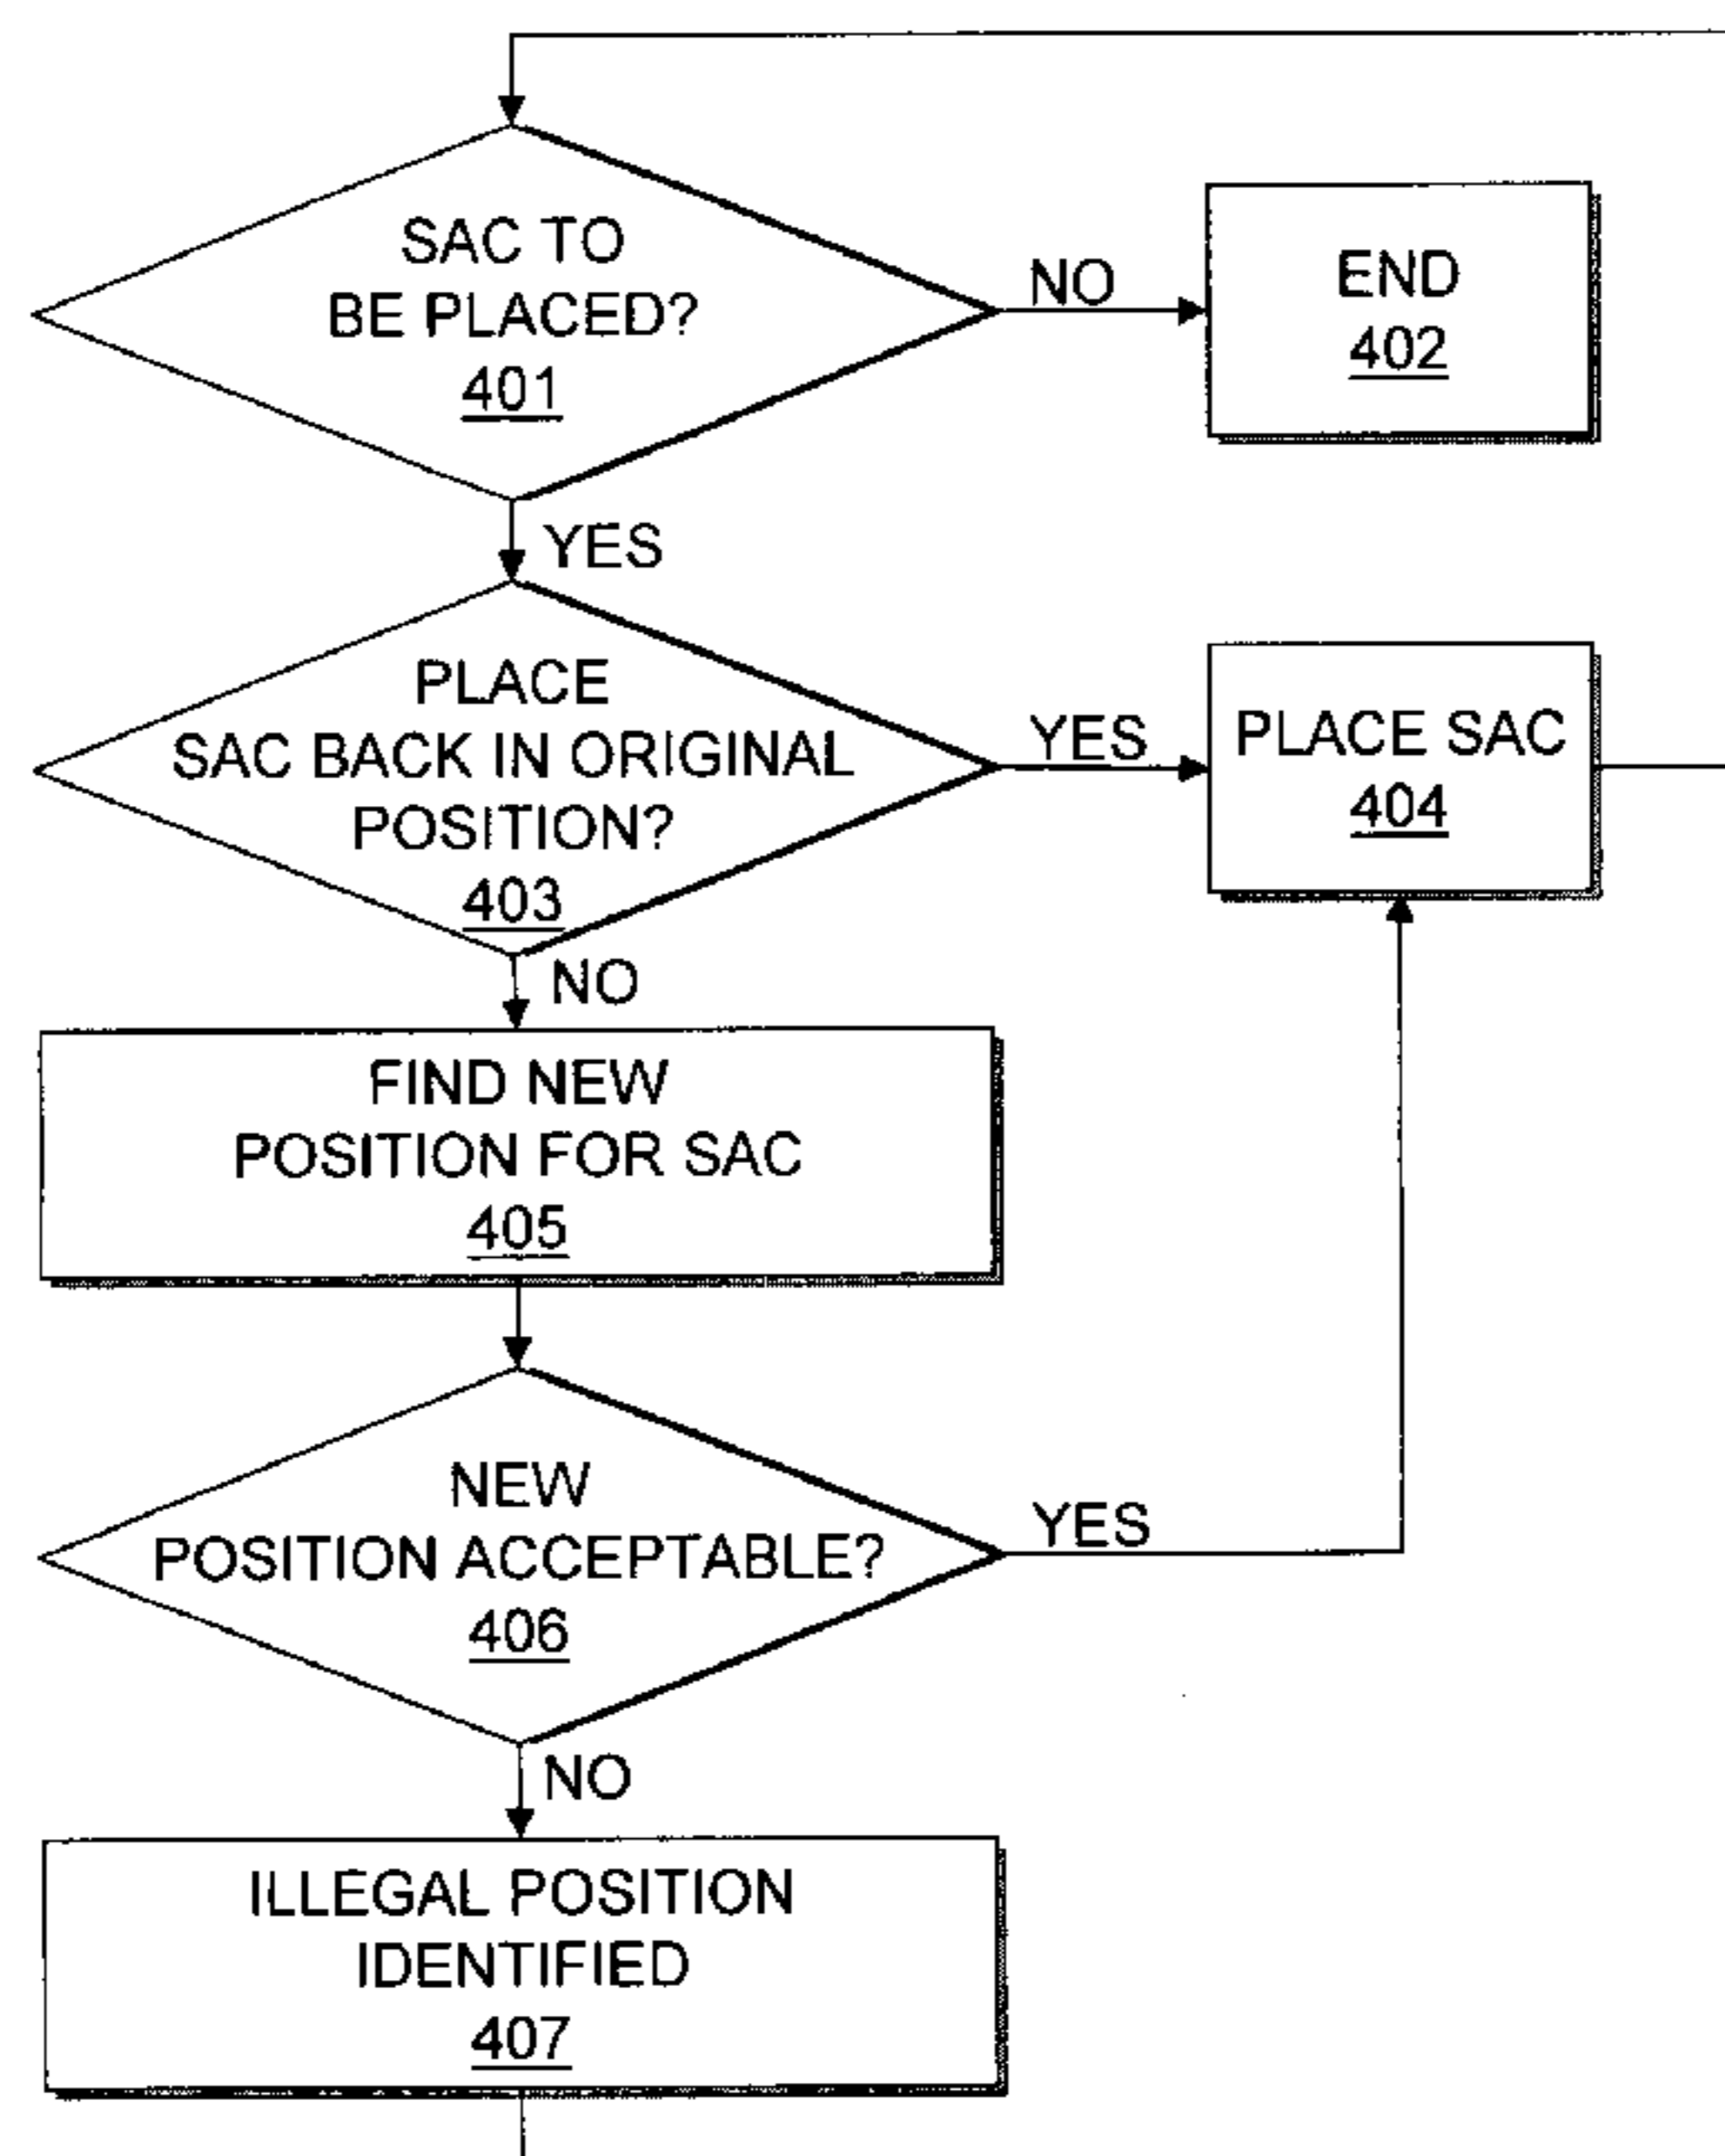 SAC TO
BE PLACED?
401
NO
END
402
YES
PLACE
SAC BACK IN ORIGINAL
POSITION?
403
YES
PLACE SAC
404
NO
FIND NEW
POSITION FOR SAC
405
NEW
POSITION ACCEPTABLE?
406
YES
NO
ILLEGAL POSITION
IDENTIFIED
407